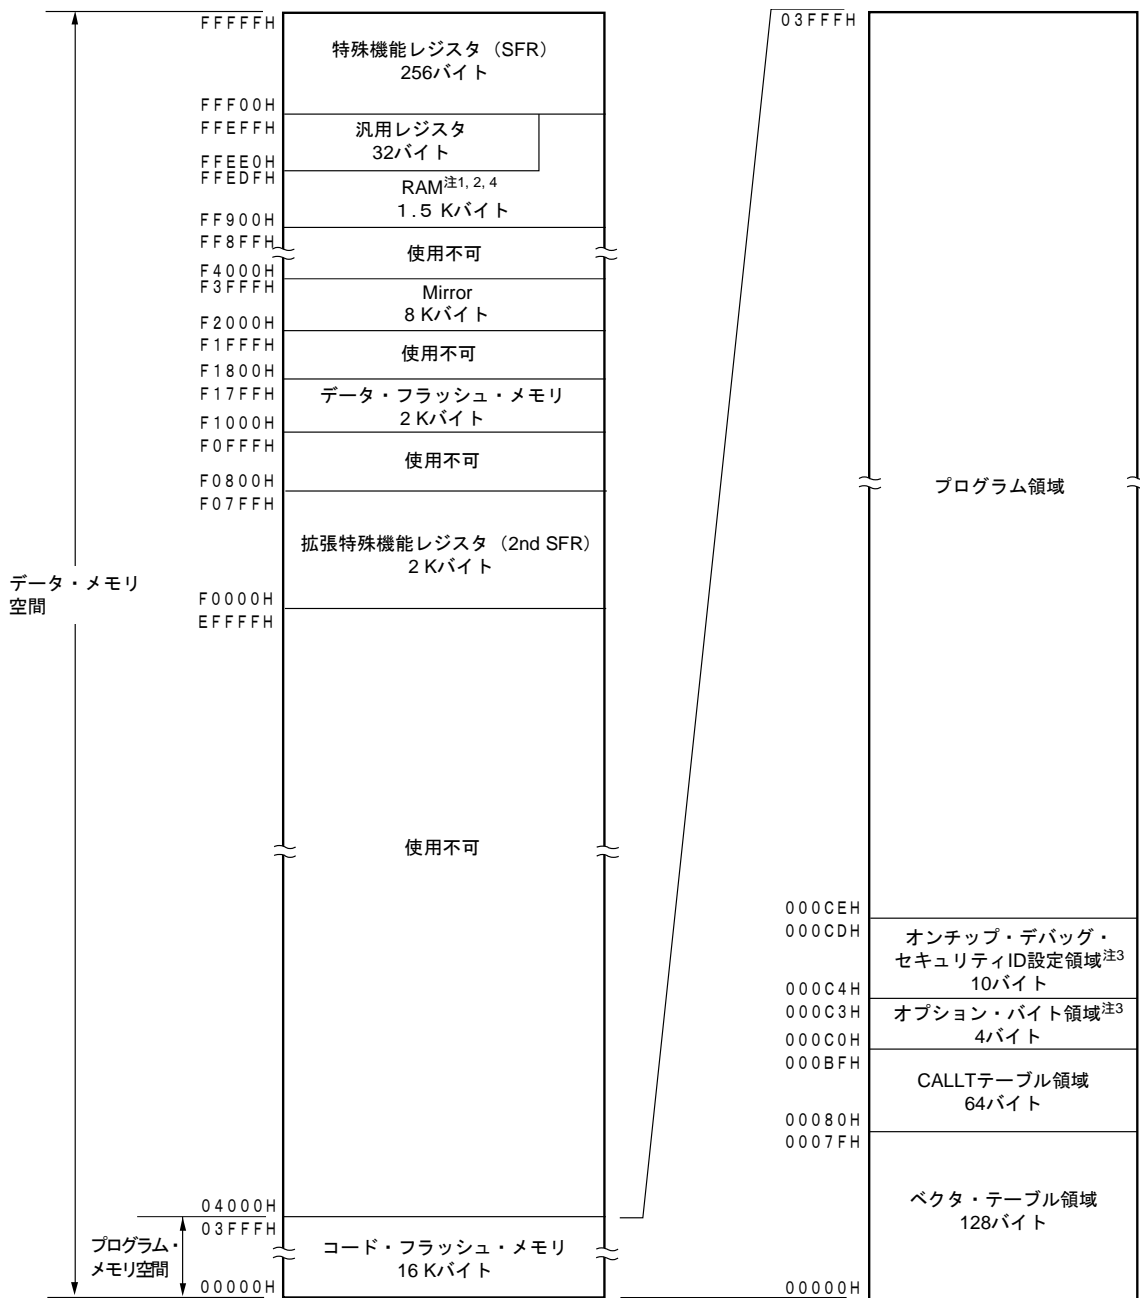 FFFFFH
特殊機能レジスタ（SFR）
256バイト
FFF00H
FFEFFH
汎用レジスタ
32バイト
FFEE0H
FFEDFH
RAM注1, 2, 4
1.5 Kバイト
FF900H
FF8FFH
使用不可
F4000H
F3FFFH
Mirror
8 Kバイト
F2000H
F1FFFH
使用不可
F1800H
F17FFH
データ・フラッシュ・メモリ
2 Kバイト
F1000H
F0FFFH
使用不可
F0800H
F07FFH
拡張特殊機能レジスタ（2nd SFR）
2 Kバイト
データ・メモリ
空間
F0000H
EFFFFH
使用不可
04000H
03FFFH
プログラム・
メモリ空間
コード・フラッシュ・メモリ
16 Kバイト
00000H
03FFFH
プログラム領域
000CEH
000CDH
オンチップ・デバッグ・
セキュリティID設定領域注3
10バイト
000C4H
000C3H
オプション・バイト領域注3
4バイト
000C0H
000BFH
CALLTテーブル領域
64バイト
00080H
0007FH
ベクタ・テーブル領域
128バイト
00000H